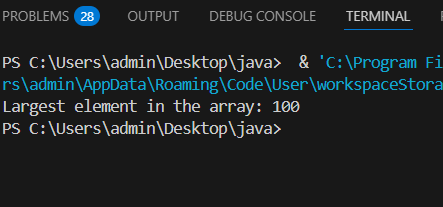 PROBLEMS 28 OUTPUT DEBUG CONSOLE TERMINAL
PS C:\Users\admin\Desktop\java>  & 'C:\Program Fi
rs\admin\AppData\Roaming\Code\User\workspaceStora
Largest element in the array: 100
PS C:\Users\admin\Desktop\java>